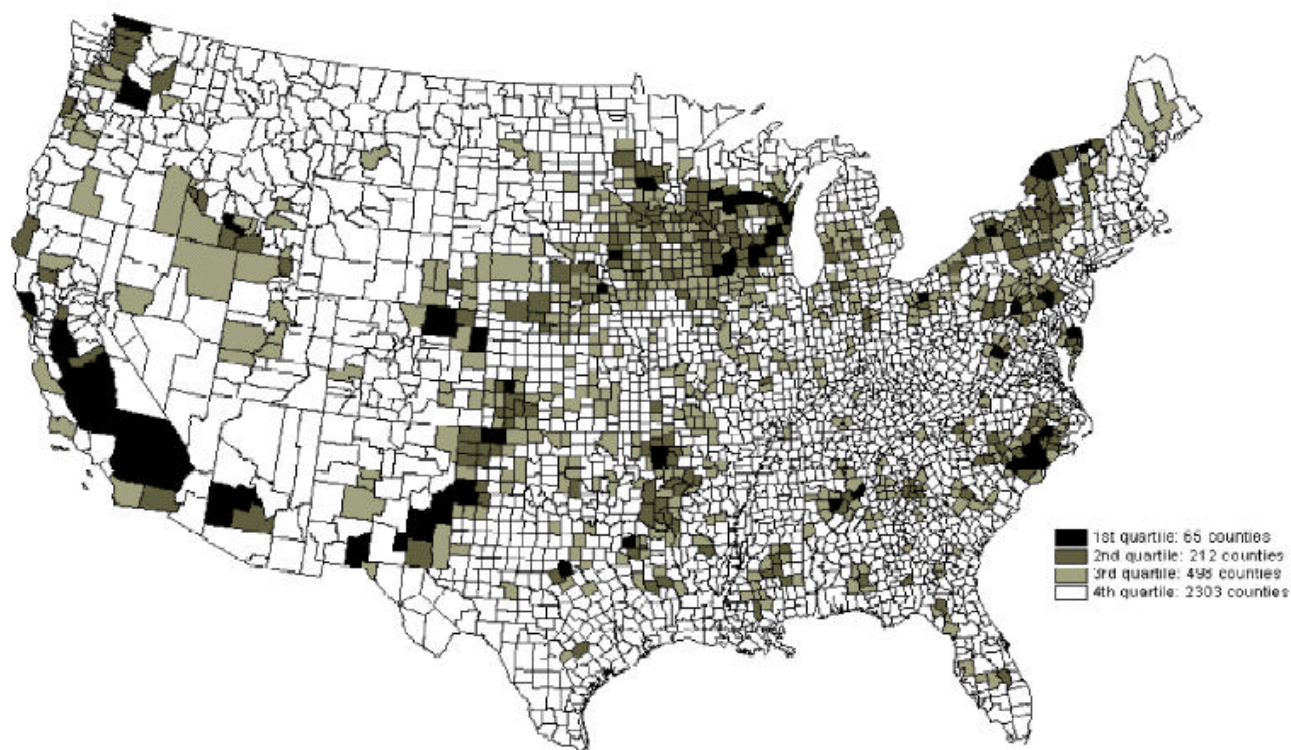 1st quartile: 65 counties
2nd quartile: 212 counties
3rd quartile: 498 counties
4th quartile: 2303 counties